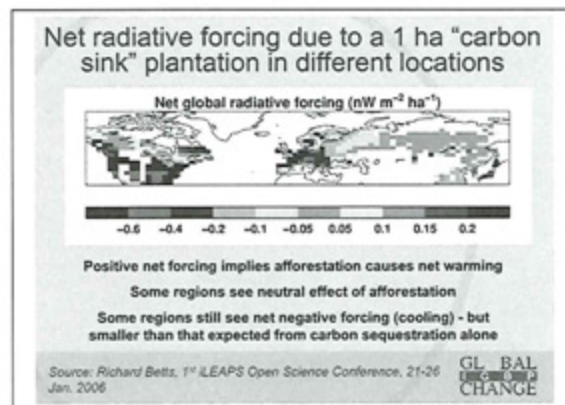 Net radiative forcing due to a 1 ha “carbon
sink” plantation in different locations
Net global radiative forcing (nW m⁻² ha⁻¹)
−0.6 −0.4 −0.2 −0.1 −0.05 0.05 0.1 0.15 0.2
Positive net forcing implies afforestation causes net warming
Some regions see neutral effect of afforestation
Some regions still see net negative forcing (cooling) - but
smaller than that expected from carbon sequestration alone
Source: Richard Betts, 1ˢᵗ iLEAPS Open Science Conference, 21-26
Jan. 2006
GL BAL
I G B P
CHANGE